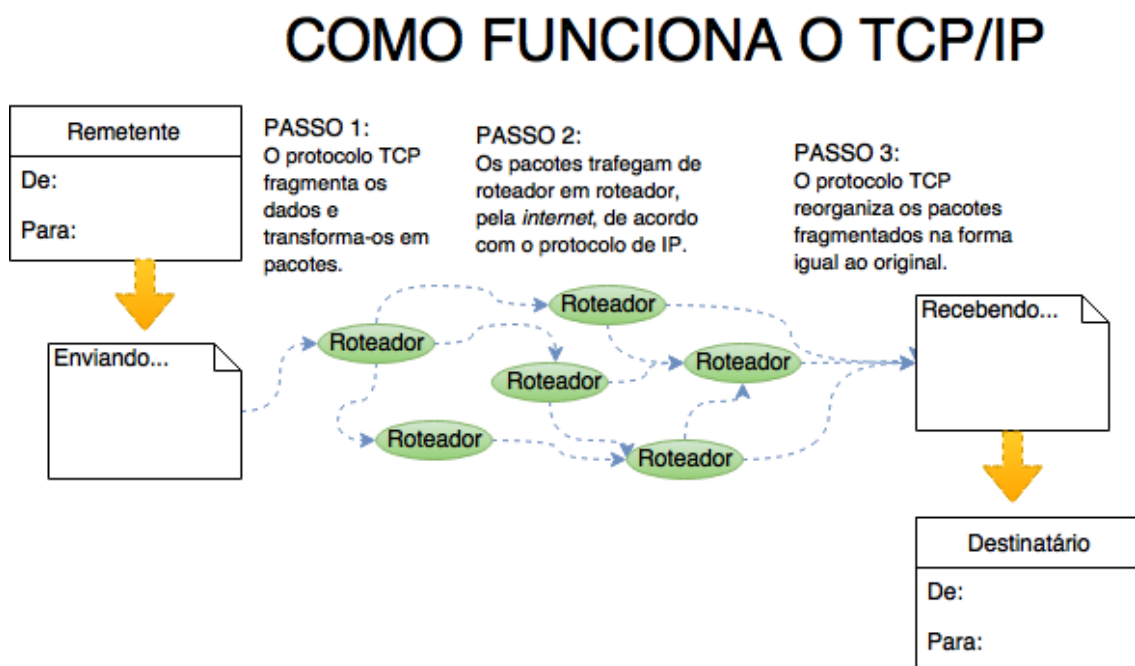 COMO FUNCIONA O TCP/IP
Remetente
De:
Para:
PASSO 1:
O protocolo TCP
fragmenta os
dados e
transforma-os em
pacotes.
PASSO 2:
Os pacotes trafegam de
roteador em roteador,
pela internet, de acordo
com o protocolo de IP.
PASSO 3:
O protocolo TCP
reorganiza os pacotes
fragmentados na forma
igual ao original.
Enviando...
Roteador
Roteador
Roteador
Roteador
Roteador
Roteador
Recebendo...
Destinatário
De:
Para: